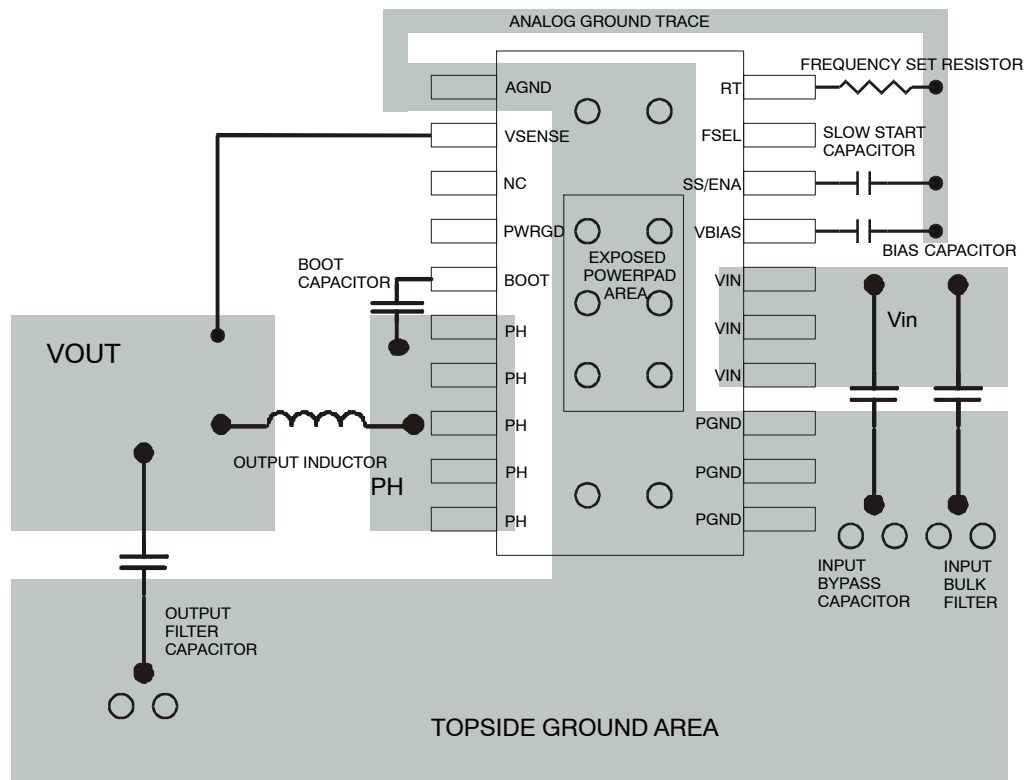 ANALOG GROUND TRACE
FREQUENCY SET RESISTOR
AGND
RT
VSENSE
FSEL
SLOW START
CAPACITOR
NC
SS/ENA
PWRGD
VBIAS
BIAS CAPACITOR
EXPOSED
POWERPAD
AREA
BOOT
CAPACITOR
BOOT
VIN
Vin
PH
VIN
VOUT
PH
VIN
PH
PGND
OUTPUT INDUCTOR
PH
PH
PGND
PH
PGND
INPUT
BYPASS
CAPACITOR
INPUT
BULK
FILTER
OUTPUT
FILTER
CAPACITOR
TOPSIDE GROUND AREA